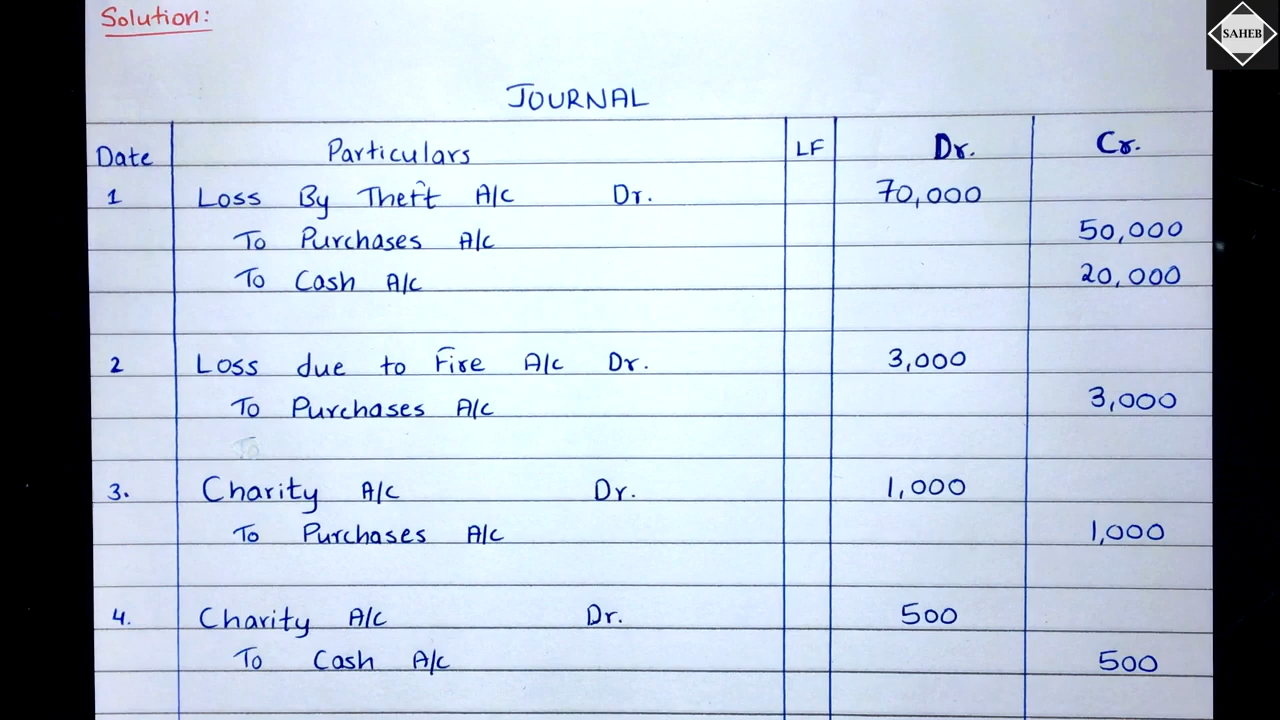 Solution:
SAHEB
JOURNAL
Date Particulars LF Dr. Cr.
1 Loss By Theft A/c Dr. 70,000
To Purchases A/c 50,000
To Cash A/c 20,000
2 Loss due to Fire A/c Dr. 3,000
To Purchases A/c 3,000
To
3. Charity A/c Dr. 1,000
To Purchases A/c 1,000
4. Charity A/c Dr. 500
To Cash A/c 500